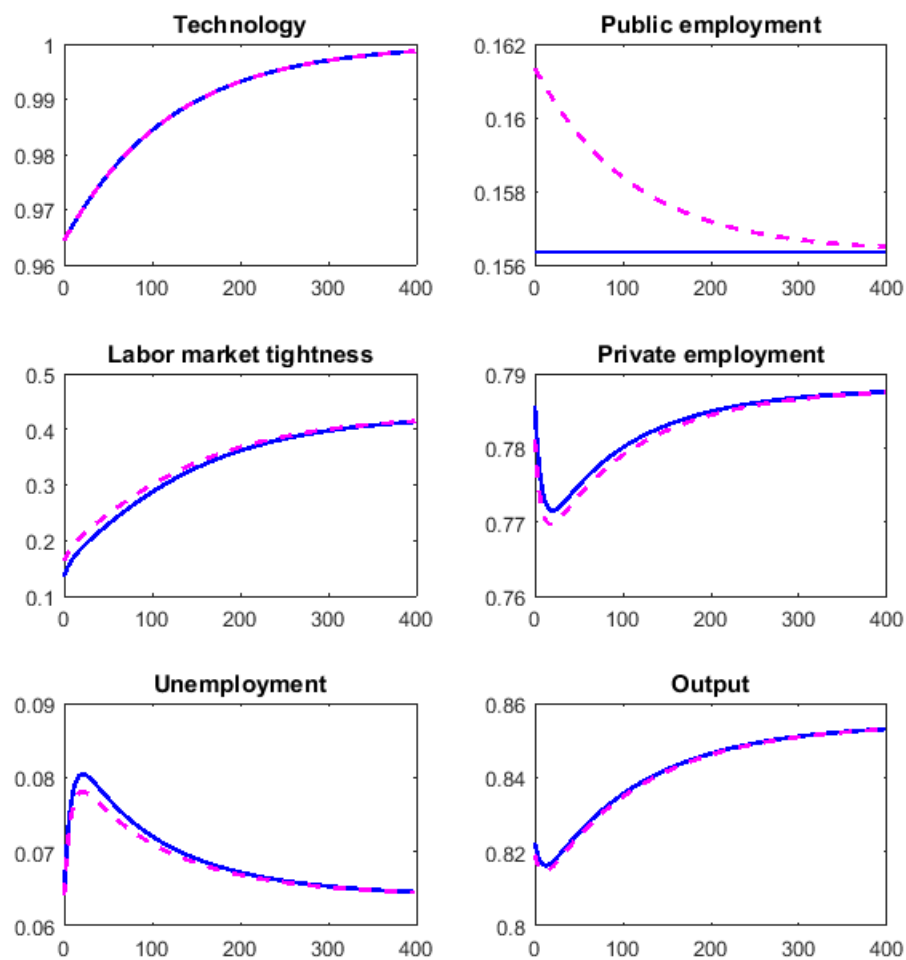 Technology
1
0.99
0.98
0.97
0.96
0 100 200 300 400
Public employment
0.162
0.16
0.158
0.156
0 100 200 300 400
Labor market tightness
0.5
0.4
0.3
0.2
0.1
0 100 200 300 400
Private employment
0.79
0.78
0.77
0.76
0 100 200 300 400
Unemployment
0.09
0.08
0.07
0.06
0 100 200 300 400
Output
0.86
0.84
0.82
0.8
0 100 200 300 400